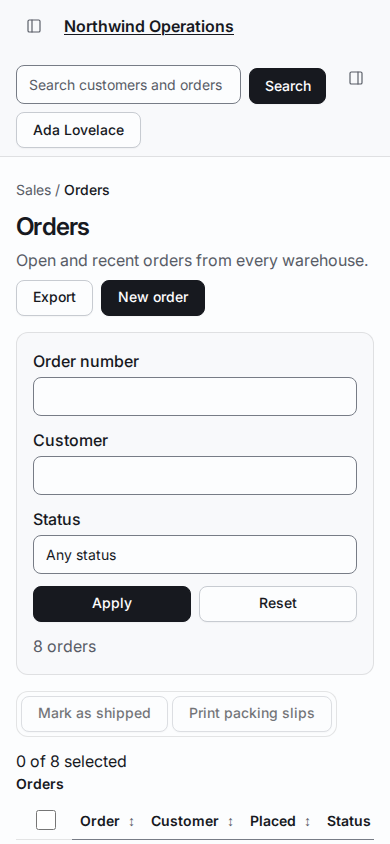 Northwind Operations
Search customers and orders
Search
Ada Lovelace
Sales / Orders
Orders
Open and recent orders from every warehouse.
Export
New order
Order number
Customer
Status
Any status
Apply
Reset
8 orders
Mark as shipped
Print packing slips
0 of 8 selected
Orders
Order ↕ Customer ↕ Placed ↕ Status